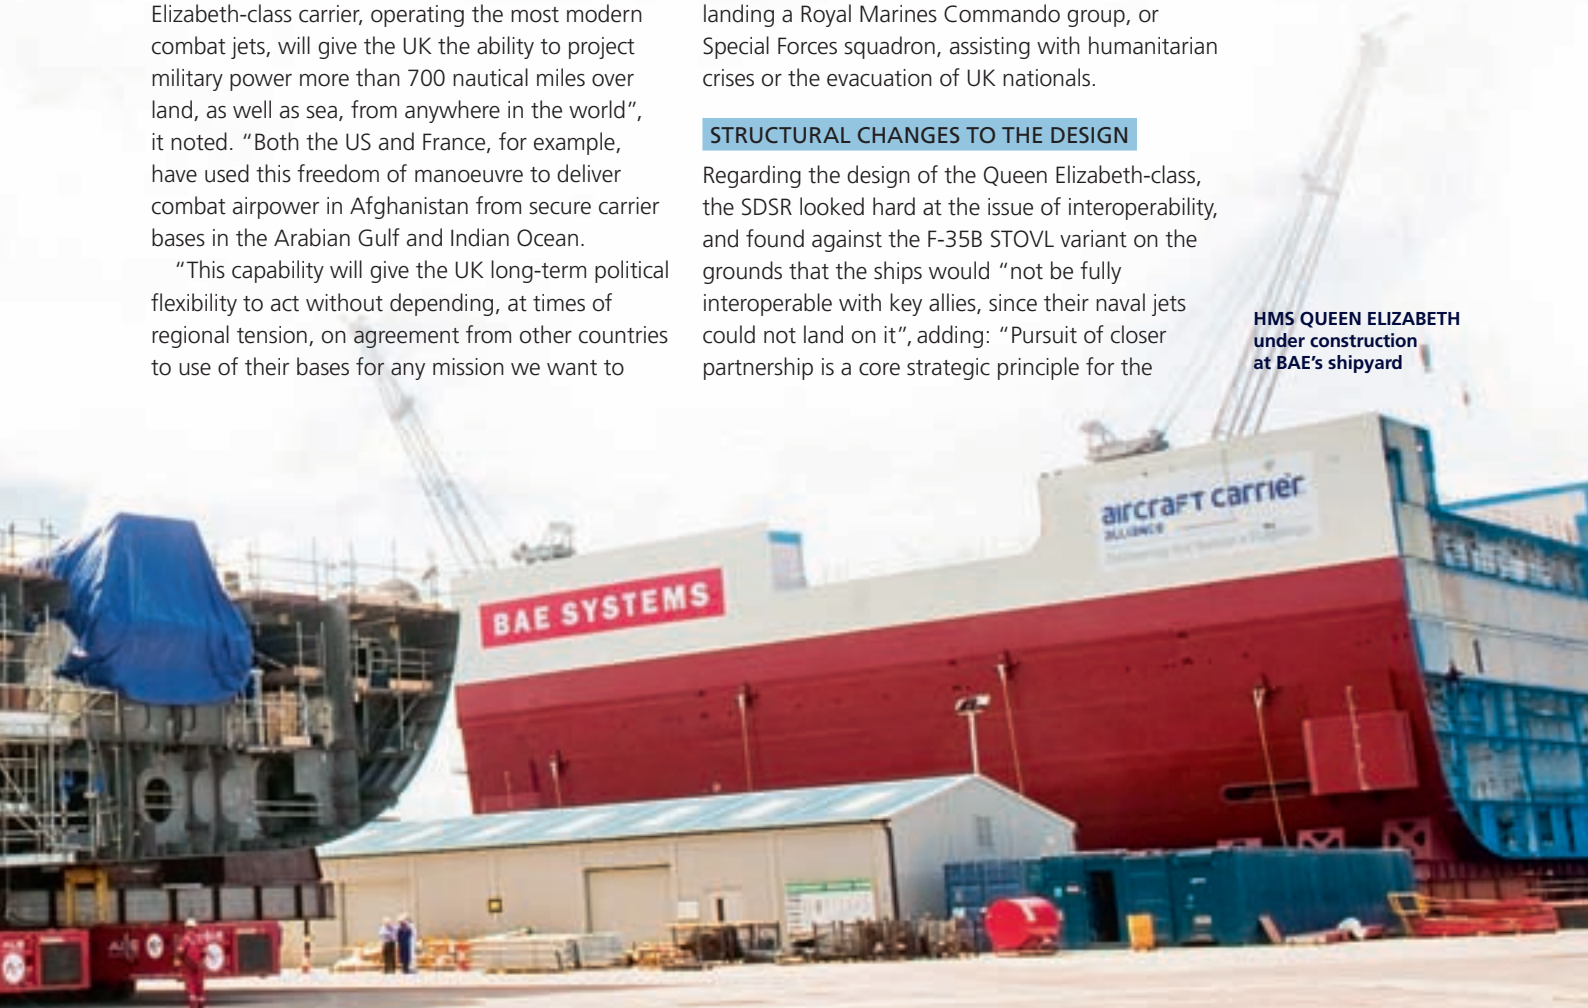 Elizabeth-class carrier, operating the most modern
combat jets, will give the UK the ability to project
military power more than 700 nautical miles over
land, as well as sea, from anywhere in the world”,
it noted. “Both the US and France, for example,
have used this freedom of manoeuvre to deliver
combat airpower in Afghanistan from secure carrier
bases in the Arabian Gulf and Indian Ocean.
“This capability will give the UK long-term political
flexibility to act without depending, at times of
regional tension, on agreement from other countries
to use of their bases for any mission we want to
landing a Royal Marines Commando group, or
Special Forces squadron, assisting with humanitarian
crises or the evacuation of UK nationals.
STRUCTURAL CHANGES TO THE DESIGN
Regarding the design of the Queen Elizabeth-class,
the SDSR looked hard at the issue of interoperability,
and found against the F-35B STOVL variant on the
grounds that the ships would “not be fully
interoperable with key allies, since their naval jets
could not land on it”, adding: “Pursuit of closer
partnership is a core strategic principle for the
HMS QUEEN ELIZABETH
under construction
at BAE’s shipyard
aircraFT carrier
aLLiance
BAE SYSTEMS